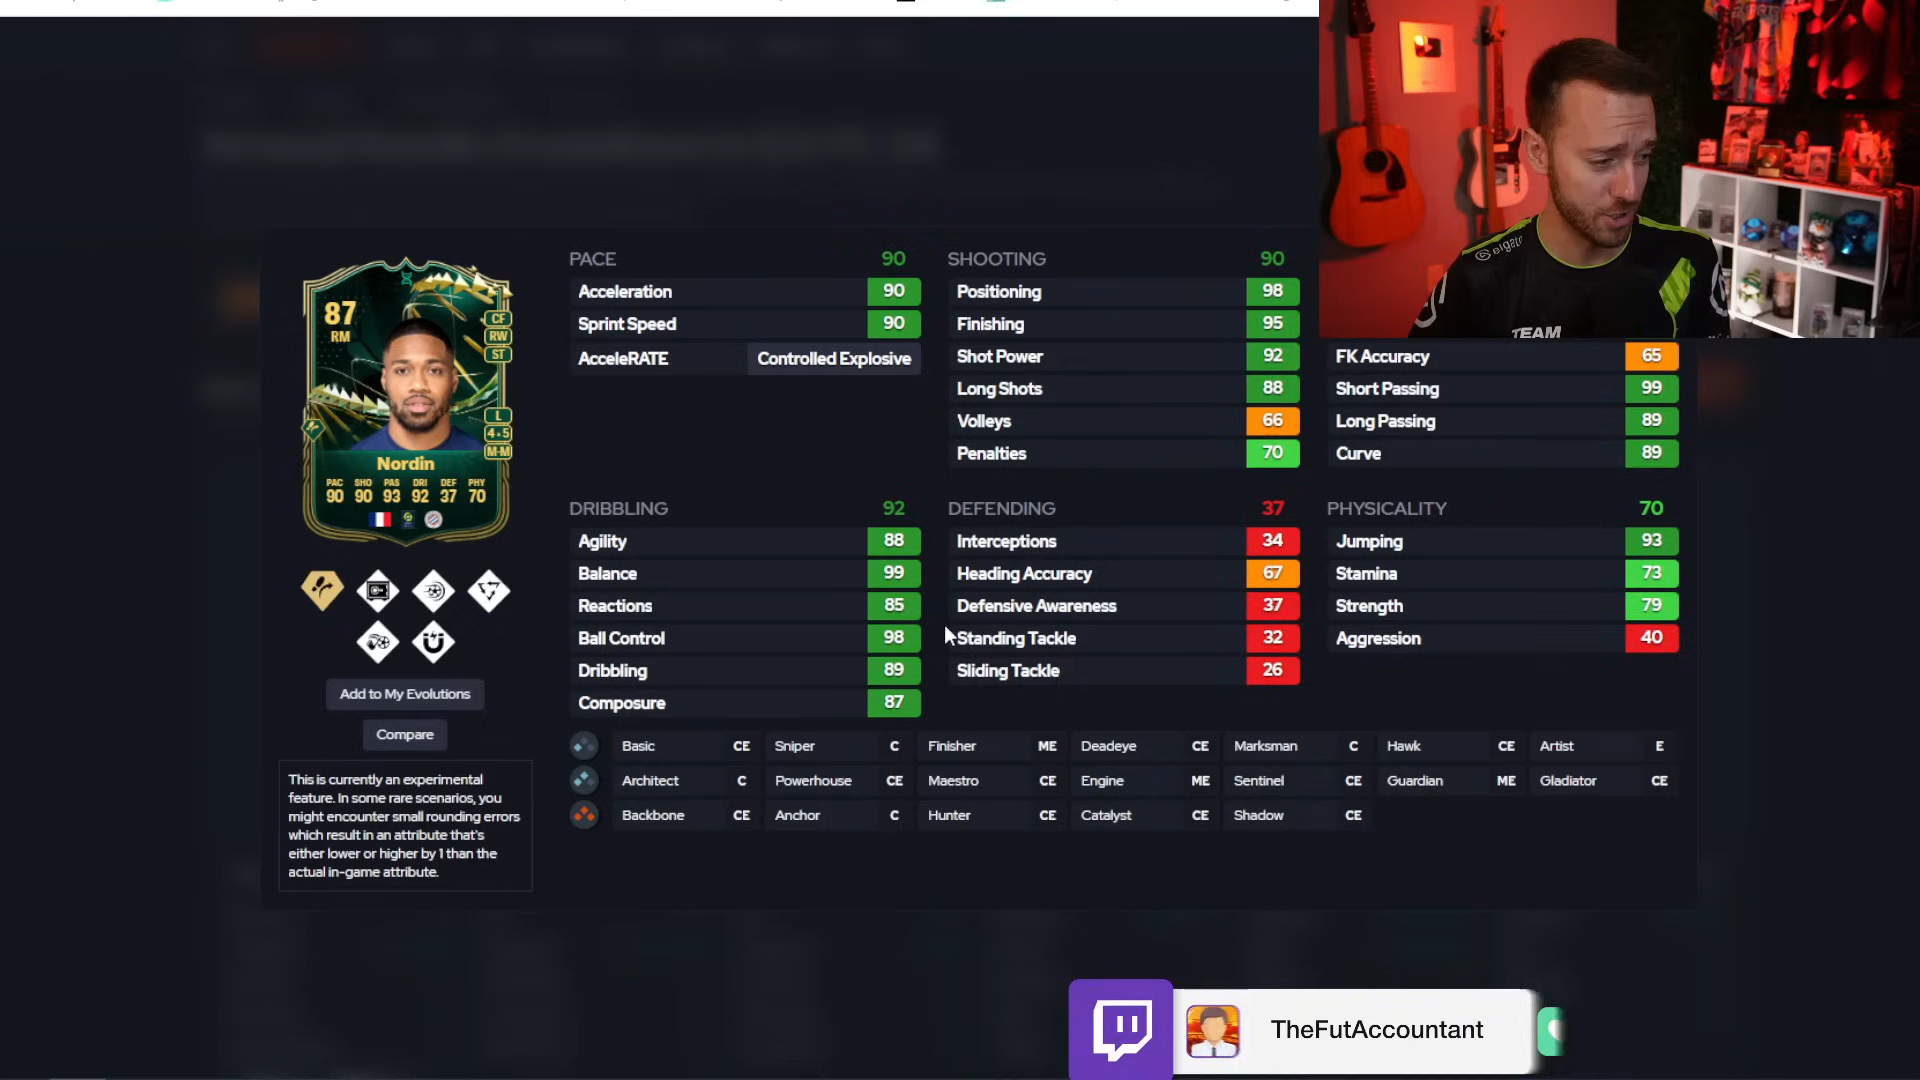 87
RM
CF
RW
ST
L
4★5
M-M
Nordin
PAC SHO PAS DRI DEF PHY
90 90 93 92 37 70
Add to My Evolutions
Compare
This is currently an experimental
feature. In some rare scenarios, you
might encounter small rounding errors
which result in an attribute that's
either lower or higher by 1 than the
actual in-game attribute.
PACE 90
Acceleration 90
Sprint Speed 90
AcceleRATE Controlled Explosive
SHOOTING 90
Positioning 98
Finishing 95
Shot Power 92
Long Shots 88
Volleys 66
Penalties 70
FK Accuracy 65
Short Passing 99
Long Passing 89
Curve 89
DRIBBLING 92
Agility 88
Balance 99
Reactions 85
Ball Control 98
Dribbling 89
Composure 87
DEFENDING 37
Interceptions 34
Heading Accuracy 67
Defensive Awareness 37
Standing Tackle 32
Sliding Tackle 26
PHYSICALITY 70
Jumping 93
Stamina 73
Strength 79
Aggression 40
Basic CE Sniper C Finisher ME Deadeye CE Marksman C Hawk CE Artist E
Architect C Powerhouse CE Maestro CE Engine ME Sentinel CE Guardian ME Gladiator CE
Backbone CE Anchor C Hunter CE Catalyst CE Shadow CE
TEAM
TheFutAccountant